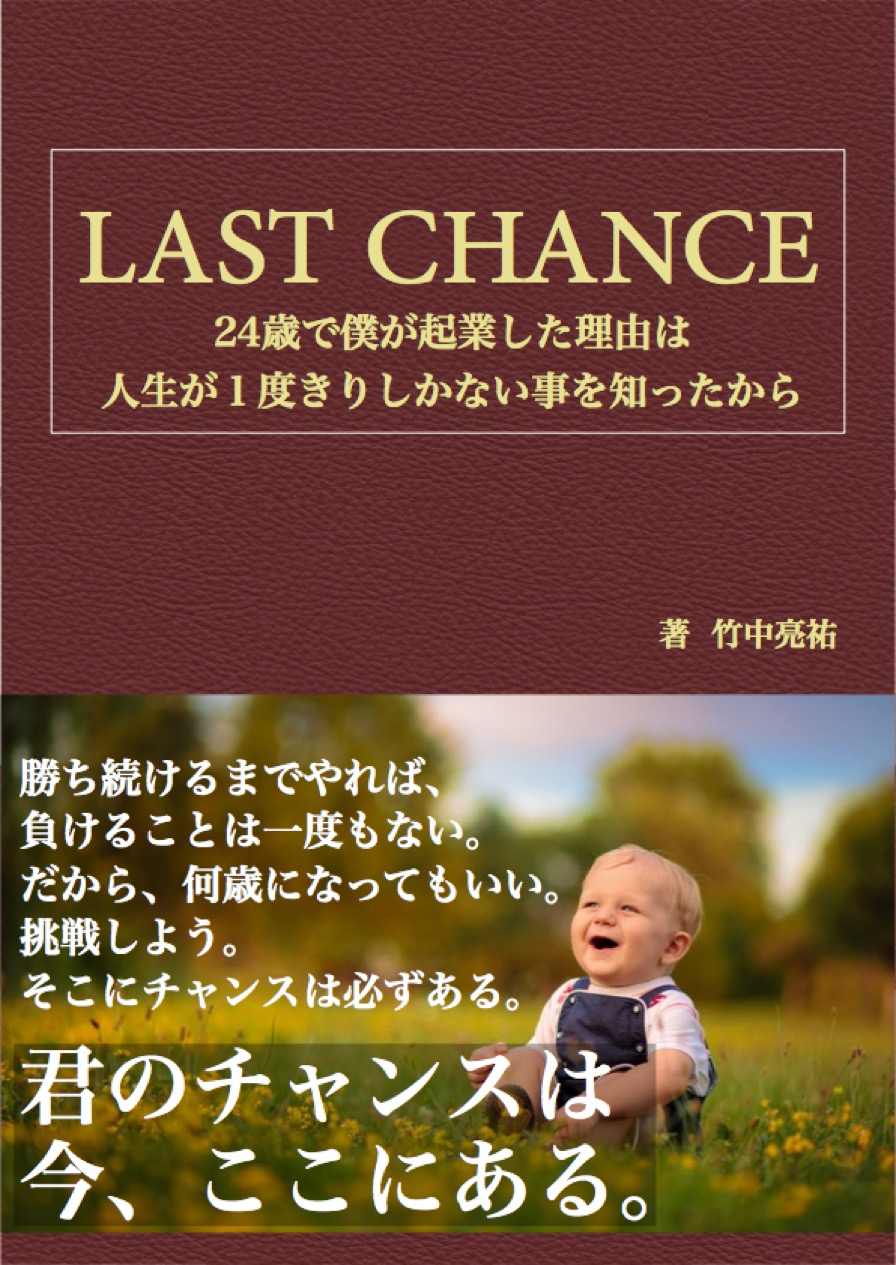 LAST CHANCE
24歳で僕が起業した理由は
人生が１度きりしかない事を知ったから
著 竹中亮祐
勝ち続けるまでやれば、
負けることは一度もない。
だから、何歳になってもいい。
挑戦しよう。
そこにチャンスは必ずある。
君のチャンスは
今、ここにある。